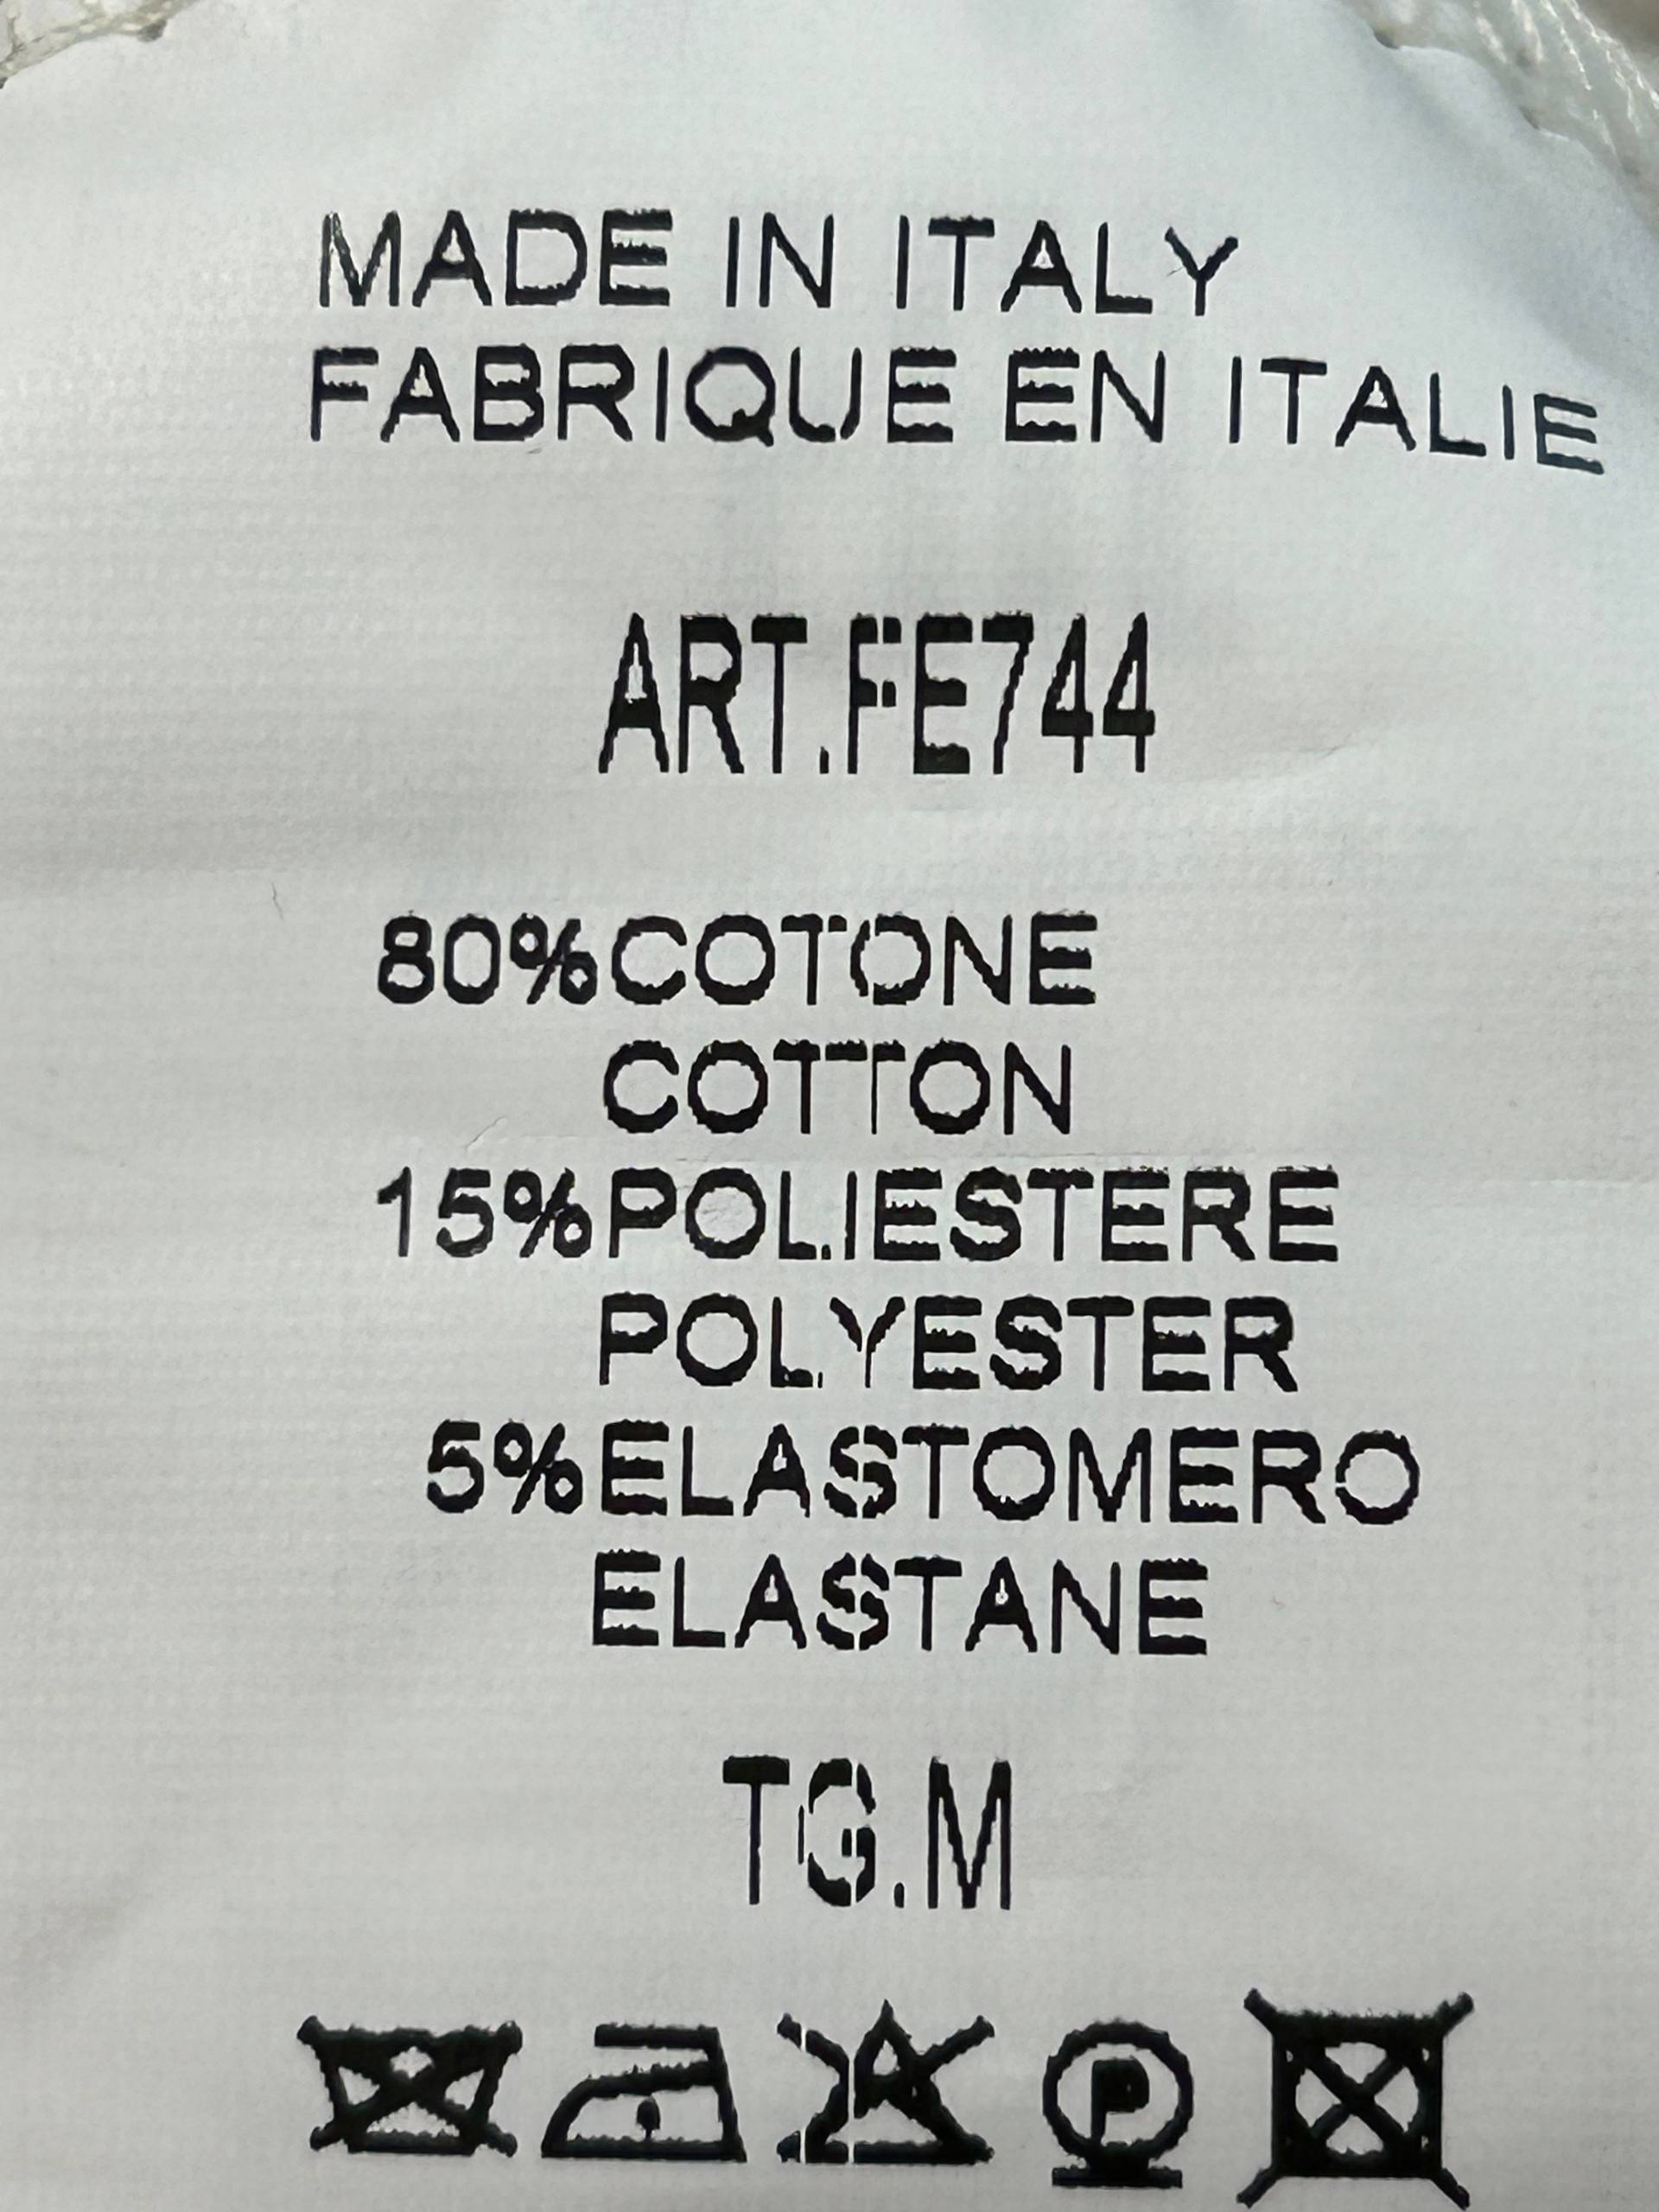 MADE IN ITALY
FABRIQUE EN ITALIE
ART.FE744
80%COTONE
COTTON
15%POLIESTERE
POLYESTER
5%ELASTOMERO
ELASTANE
TG.M
P